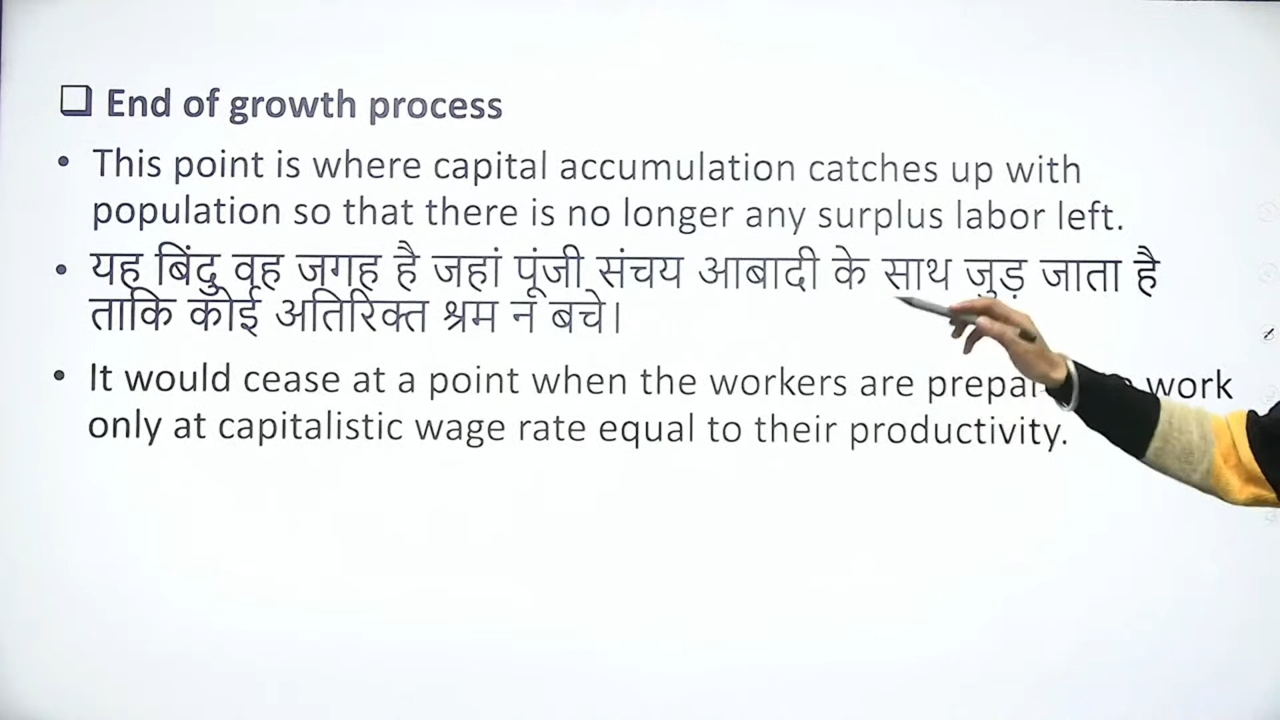 End of growth process
• This point is where capital accumulation catches up with
population so that there is no longer any surplus labor left.
• यह बिंदु वह जगह है जहां पूंजी संचय आबादी के साथ जुड़ जाता है
ताकि कोई अतिरिक्त श्रम न बचे।
• It would cease at a point when the workers are work
only at capitalistic wage rate equal to their productivity.